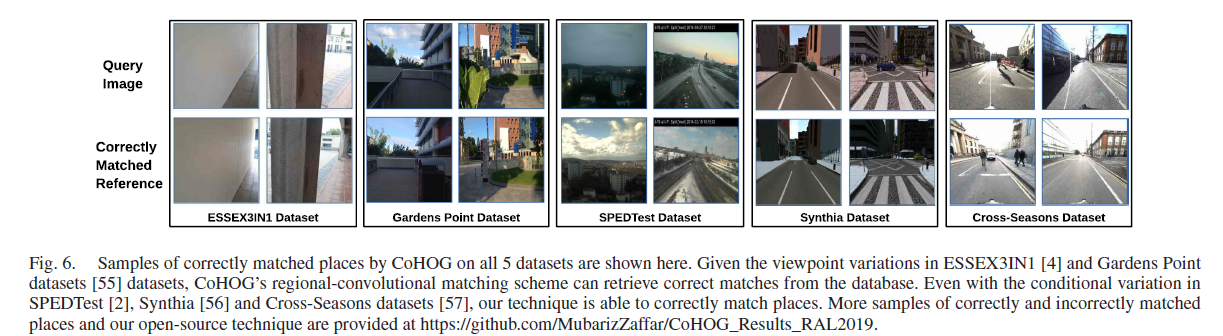 Query
Image
Correctly
Matched
Reference
ESSEX3IN1 Dataset
Gardens Point Dataset
SPEDTest Dataset
Synthia Dataset
Cross-Seasons Dataset
Fig. 6. Samples of correctly matched places by CoHOG on all 5 datasets are shown here. Given the viewpoint variations in ESSEX3IN1 [4] and Gardens Point
datasets [55] datasets, CoHOG's regional-convolutional matching scheme can retrieve correct matches from the database. Even with the conditional variation in
SPEDTest [2], Synthia [56] and Cross-Seasons datasets [57], our technique is able to correctly match places. More samples of correctly and incorrectly matched
places and our open-source technique are provided at https://github.com/MubarizZaffar/CoHOG_Results_RAL2019.